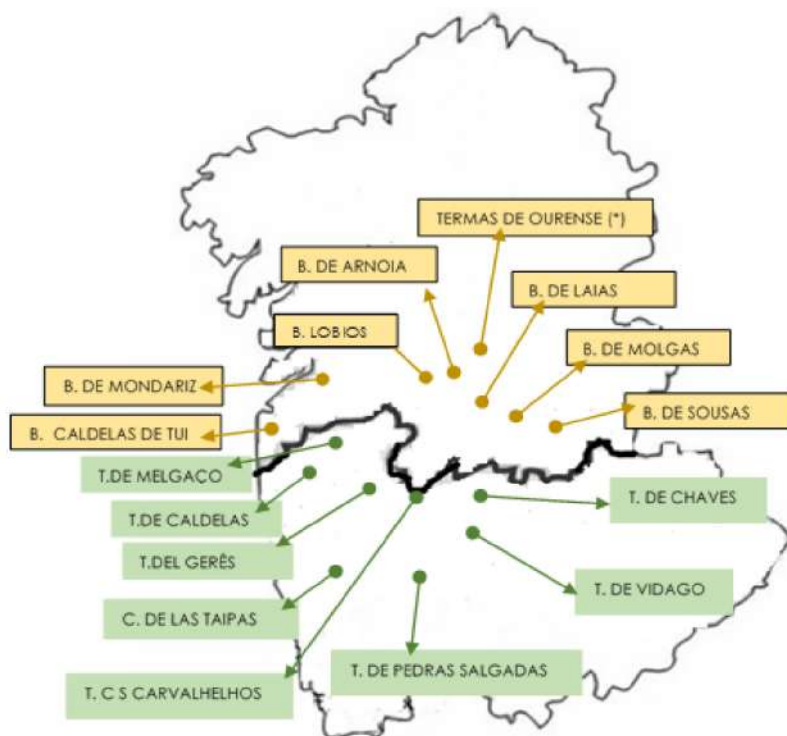 TERMAS DE OURENSE (*)
B. DE ARNOIA
B. DE LAIAS
B. LOBIOS
B. DE MOLGAS
B. DE MONDARIZ
B. DE SOUSAS
B. CALDELAS DE TUI
T.DE MELGAÇO
T. DE CHAVES
T.DE CALDELAS
T.DEL GERÊS
T. DE VIDAGO
C. DE LAS TAIPAS
T. DE PEDRAS SALGADAS
T. C S CARVALHELHOS